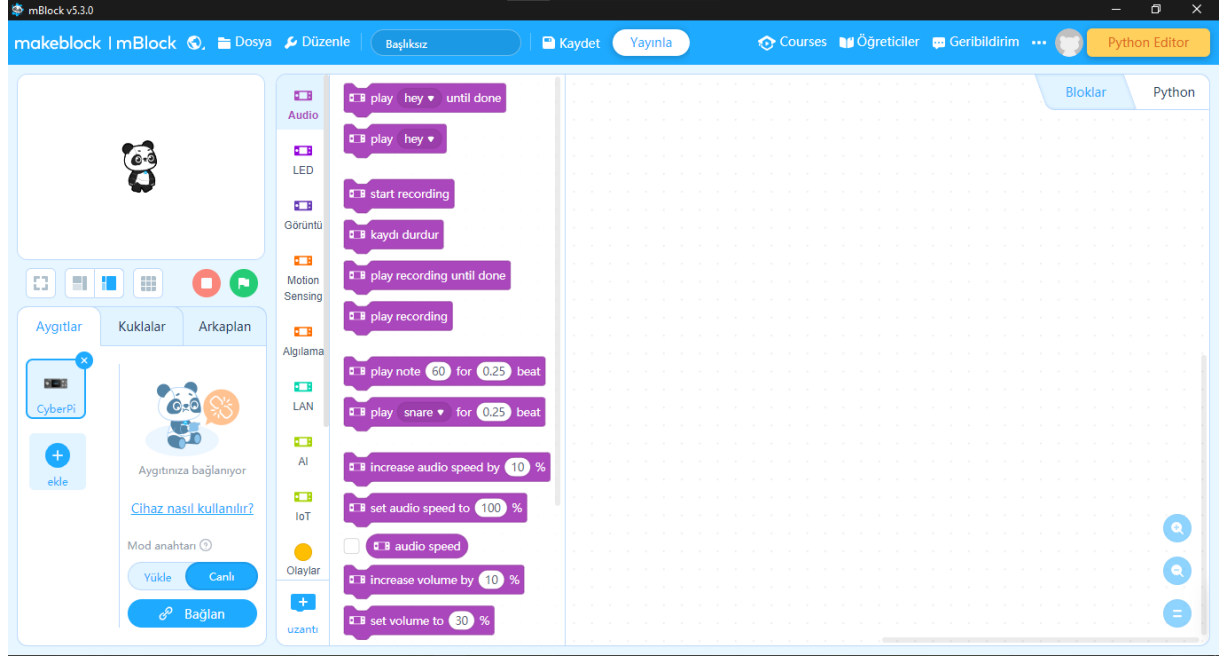 mBlock v5.3.0
makeblock | mBlock Dosya Düzenle Başlıksız Kaydet Yayınla Courses Öğreticiler Geribildirim Python Editor
Bloklar Python
Audio
LED
Görüntü
Motion
Sensing
Algılama
LAN
AI
IoT
Olaylar
uzantı
play hey until done
play hey
start recording
kaydı durdur
play recording until done
play recording
play note 60 for 0.25 beat
play snare for 0.25 beat
increase audio speed by 10 %
set audio speed to 100 %
audio speed
increase volume by 10 %
set volume to 30 %
Aygıtlar Kuklalar Arkaplan
CyberPi
ekle
Aygıtınıza bağlanıyor
Cihaz nasıl kullanılır?
Mod anahtarı ?
Yükle Canlı
Bağlan